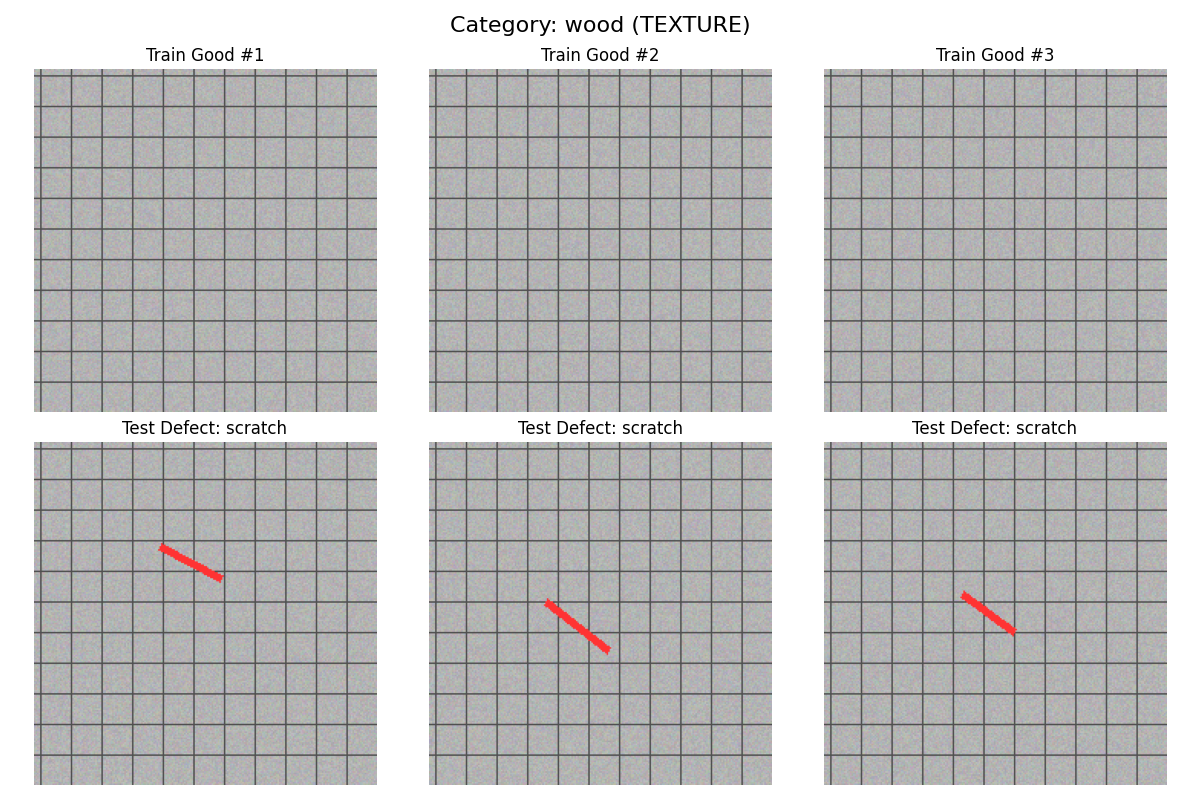 Category: wood (TEXTURE)
Train Good #1
Train Good #2
Train Good #3
Test Defect: scratch
Test Defect: scratch
Test Defect: scratch